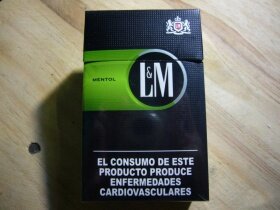 MENTOL
L&M
EL CONSUMO DE ESTE
PRODUCTO PRODUCE
ENFERMEDADES
CARDIOVASCULARES